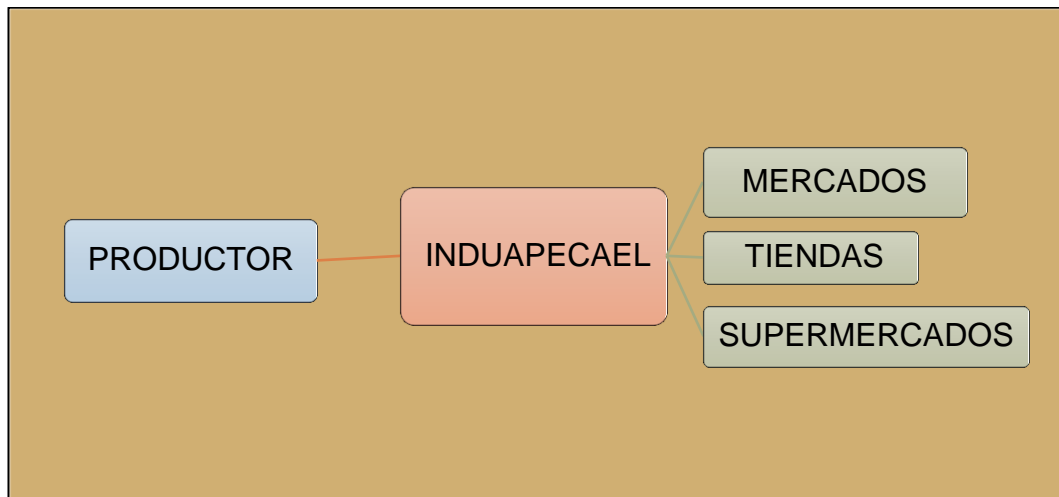 PRODUCTOR
INDUAPECAEL
MERCADOS
TIENDAS
SUPERMERCADOS